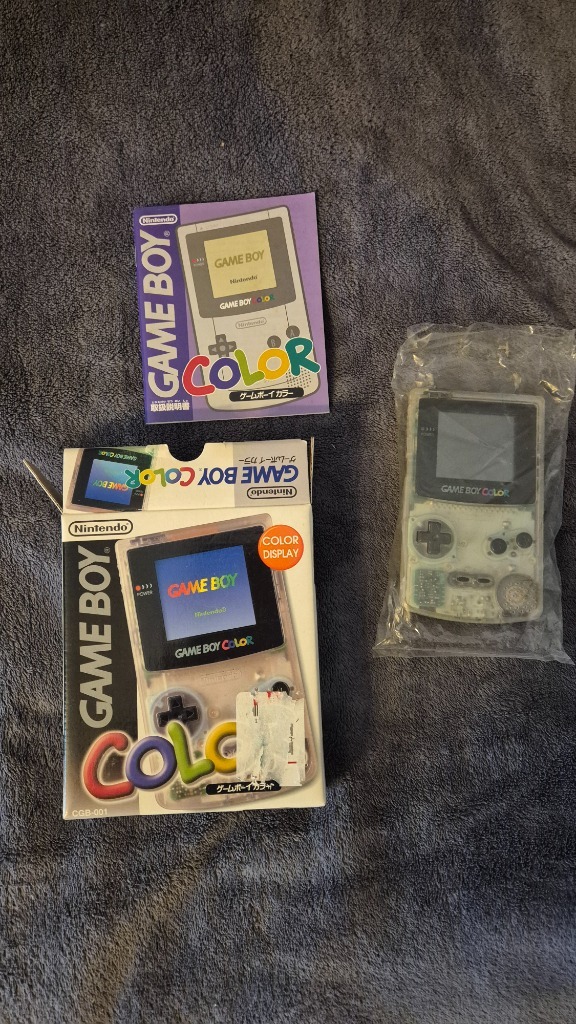 Nintendo
GAME BOY
POWER
GAME BOY
Nintendo
GAME BOY COLOR
Nintendo
COLOR
ゲームボーイ カラー
取扱説明書
GAME BOY COLOR
ゲームボーイ カラー
Nintendo
Nintendo
COLOR
DISPLAY
GAME BOY
POWER
GAME BOY
Nintendo
GAME BOY COLOR
COLO
ゲームボーイカラー
CGB-001
GAME BOY COLOR